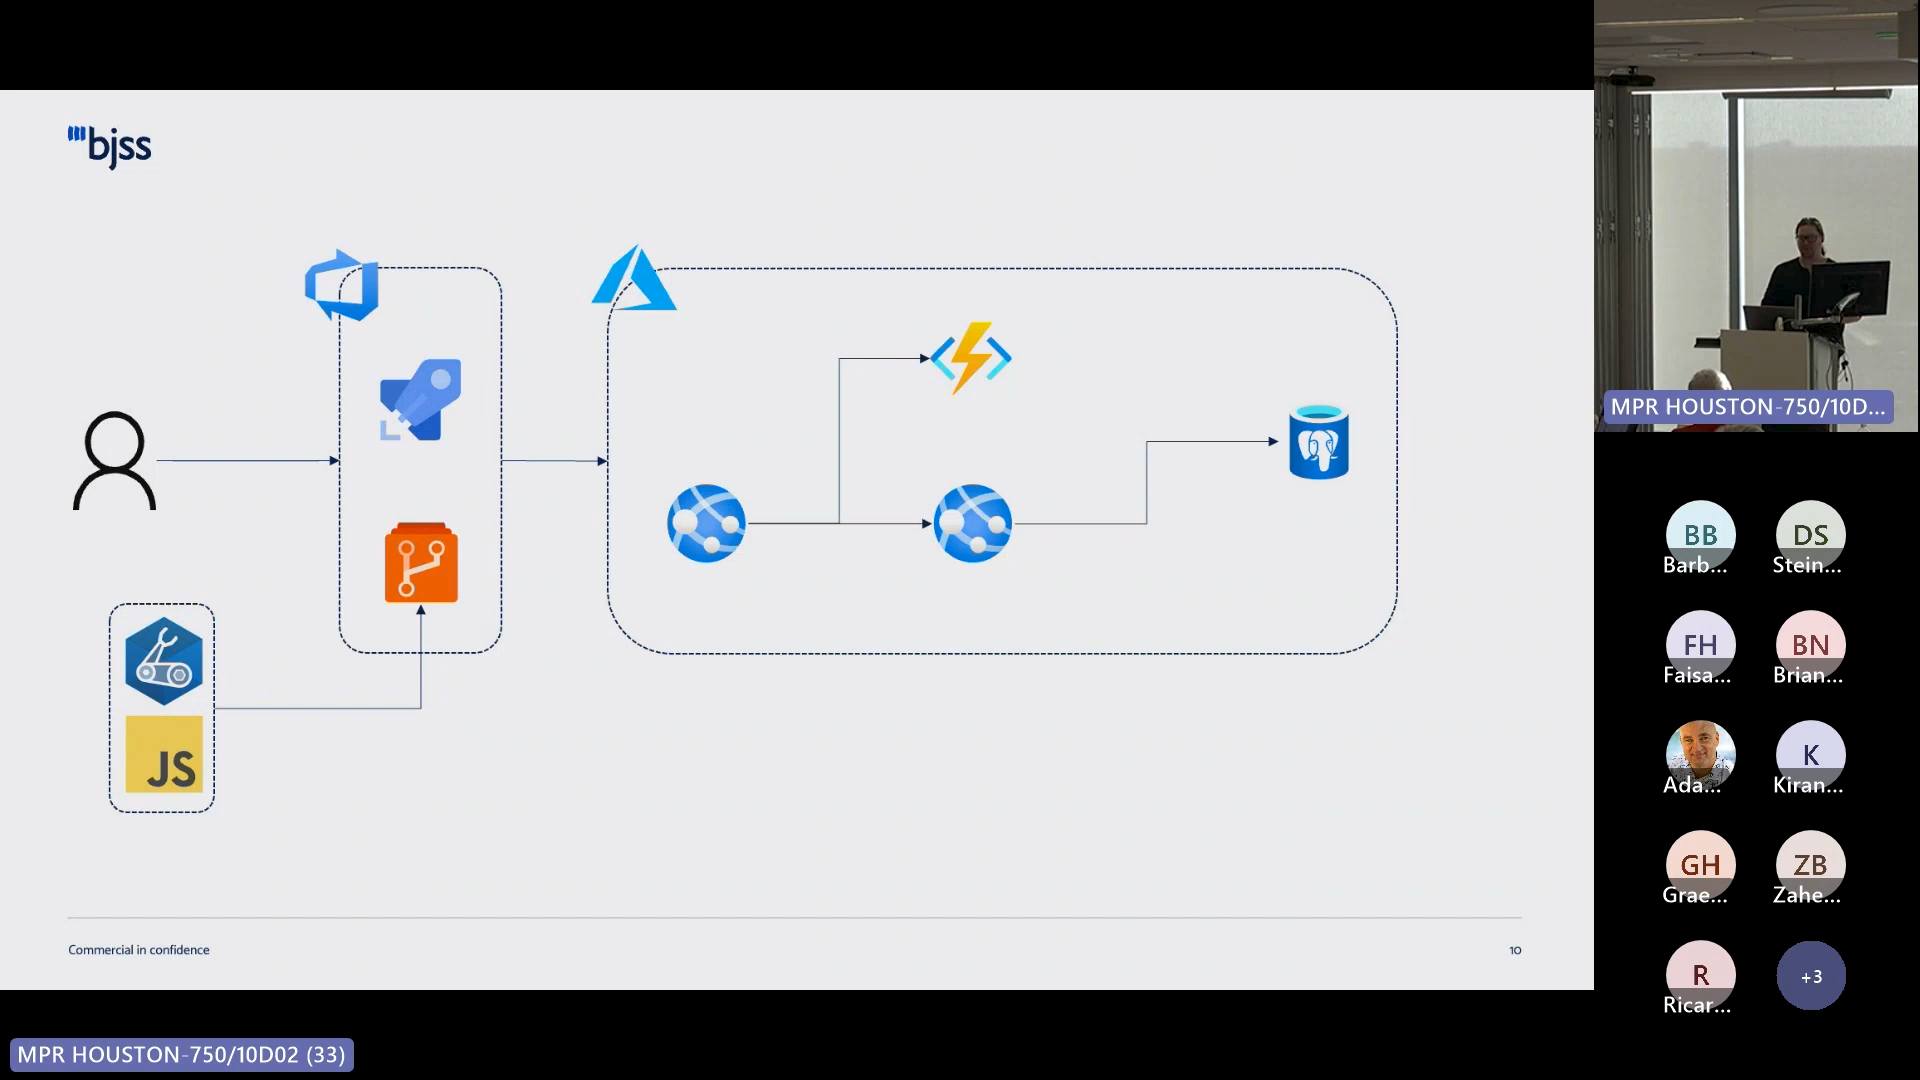 bjss
JS
Commercial in confidence
10
MPR HOUSTON-750/10D...
BB
Barb...
DS
Stein...
FH
Faisa...
BN
Brian...
Ada...
K
Kiran...
GH
Grae...
ZB
Zahe...
R
Ricar...
+3
MPR HOUSTON-750/10D02 (33)